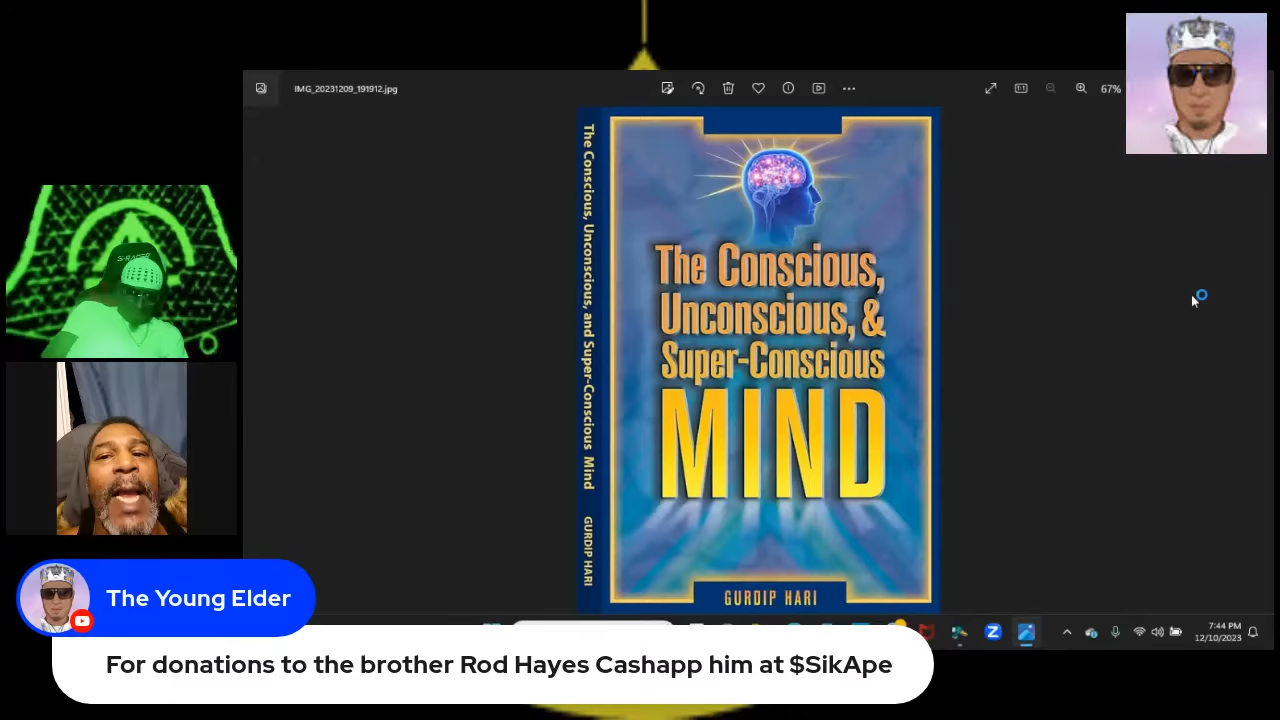 IMG_20231209_191912.jpg
67%
The Conscious, Unconscious, and Super-Conscious Mind GURDIP HARI
The Conscious,
Unconscious, &
Super-Conscious
MIND
GURDIP HARI
S-RACER
7:44 PM
12/10/2023
The Young Elder
For donations to the brother Rod Hayes Cashapp him at $SikApe